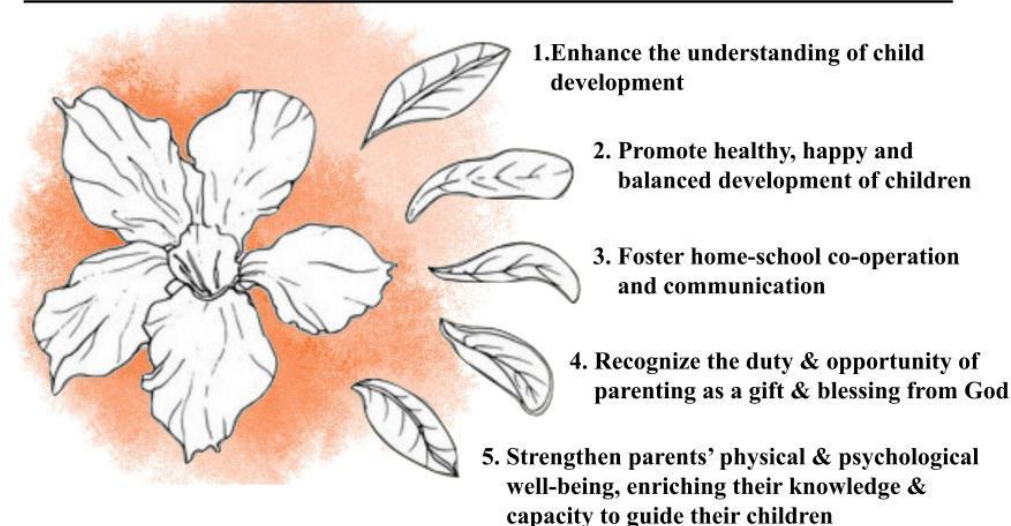 1.Enhance the understanding of child
development
2. Promote healthy, happy and
balanced development of children
3. Foster home-school co-operation
and communication
4. Recognize the duty & opportunity of
parenting as a gift & blessing from God
5. Strengthen parents’ physical & psychological
well-being, enriching their knowledge &
capacity to guide their children